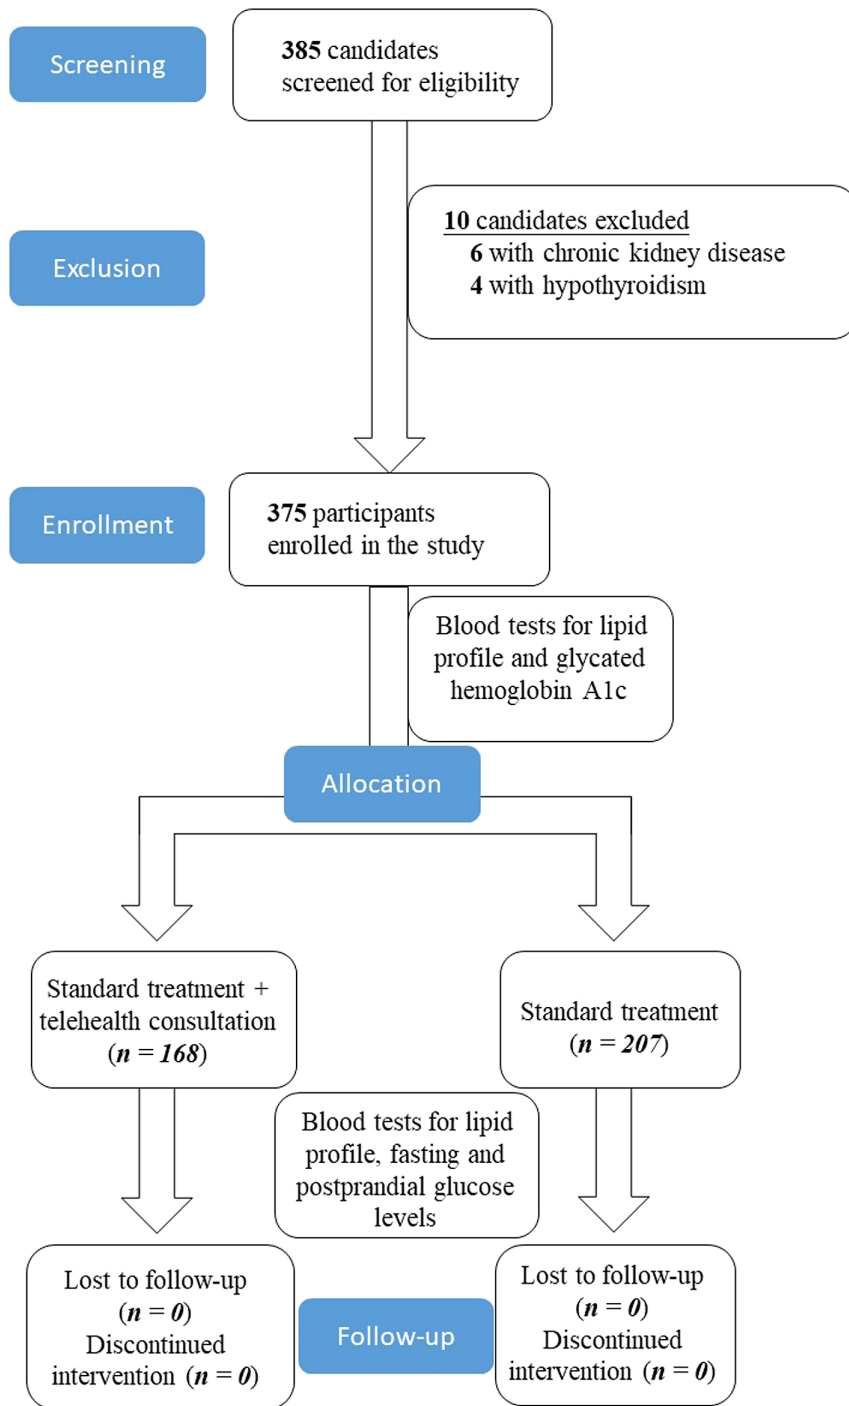 Screening
385 candidates
screened for eligibility
Exclusion
10 candidates excluded
6 with chronic kidney disease
4 with hypothyroidism
Enrollment
375 participants
enrolled in the study
Blood tests for lipid
profile and glycated
hemoglobin A1c
Allocation
Standard treatment +
telehealth consultation
(n = 168)
Standard treatment
(n = 207)
Blood tests for lipid
profile, fasting and
postprandial glucose
levels
Lost to follow-up
(n = 0)
Discontinued
intervention (n = 0)
Follow-up
Lost to follow-up
(n = 0)
Discontinued
intervention (n = 0)